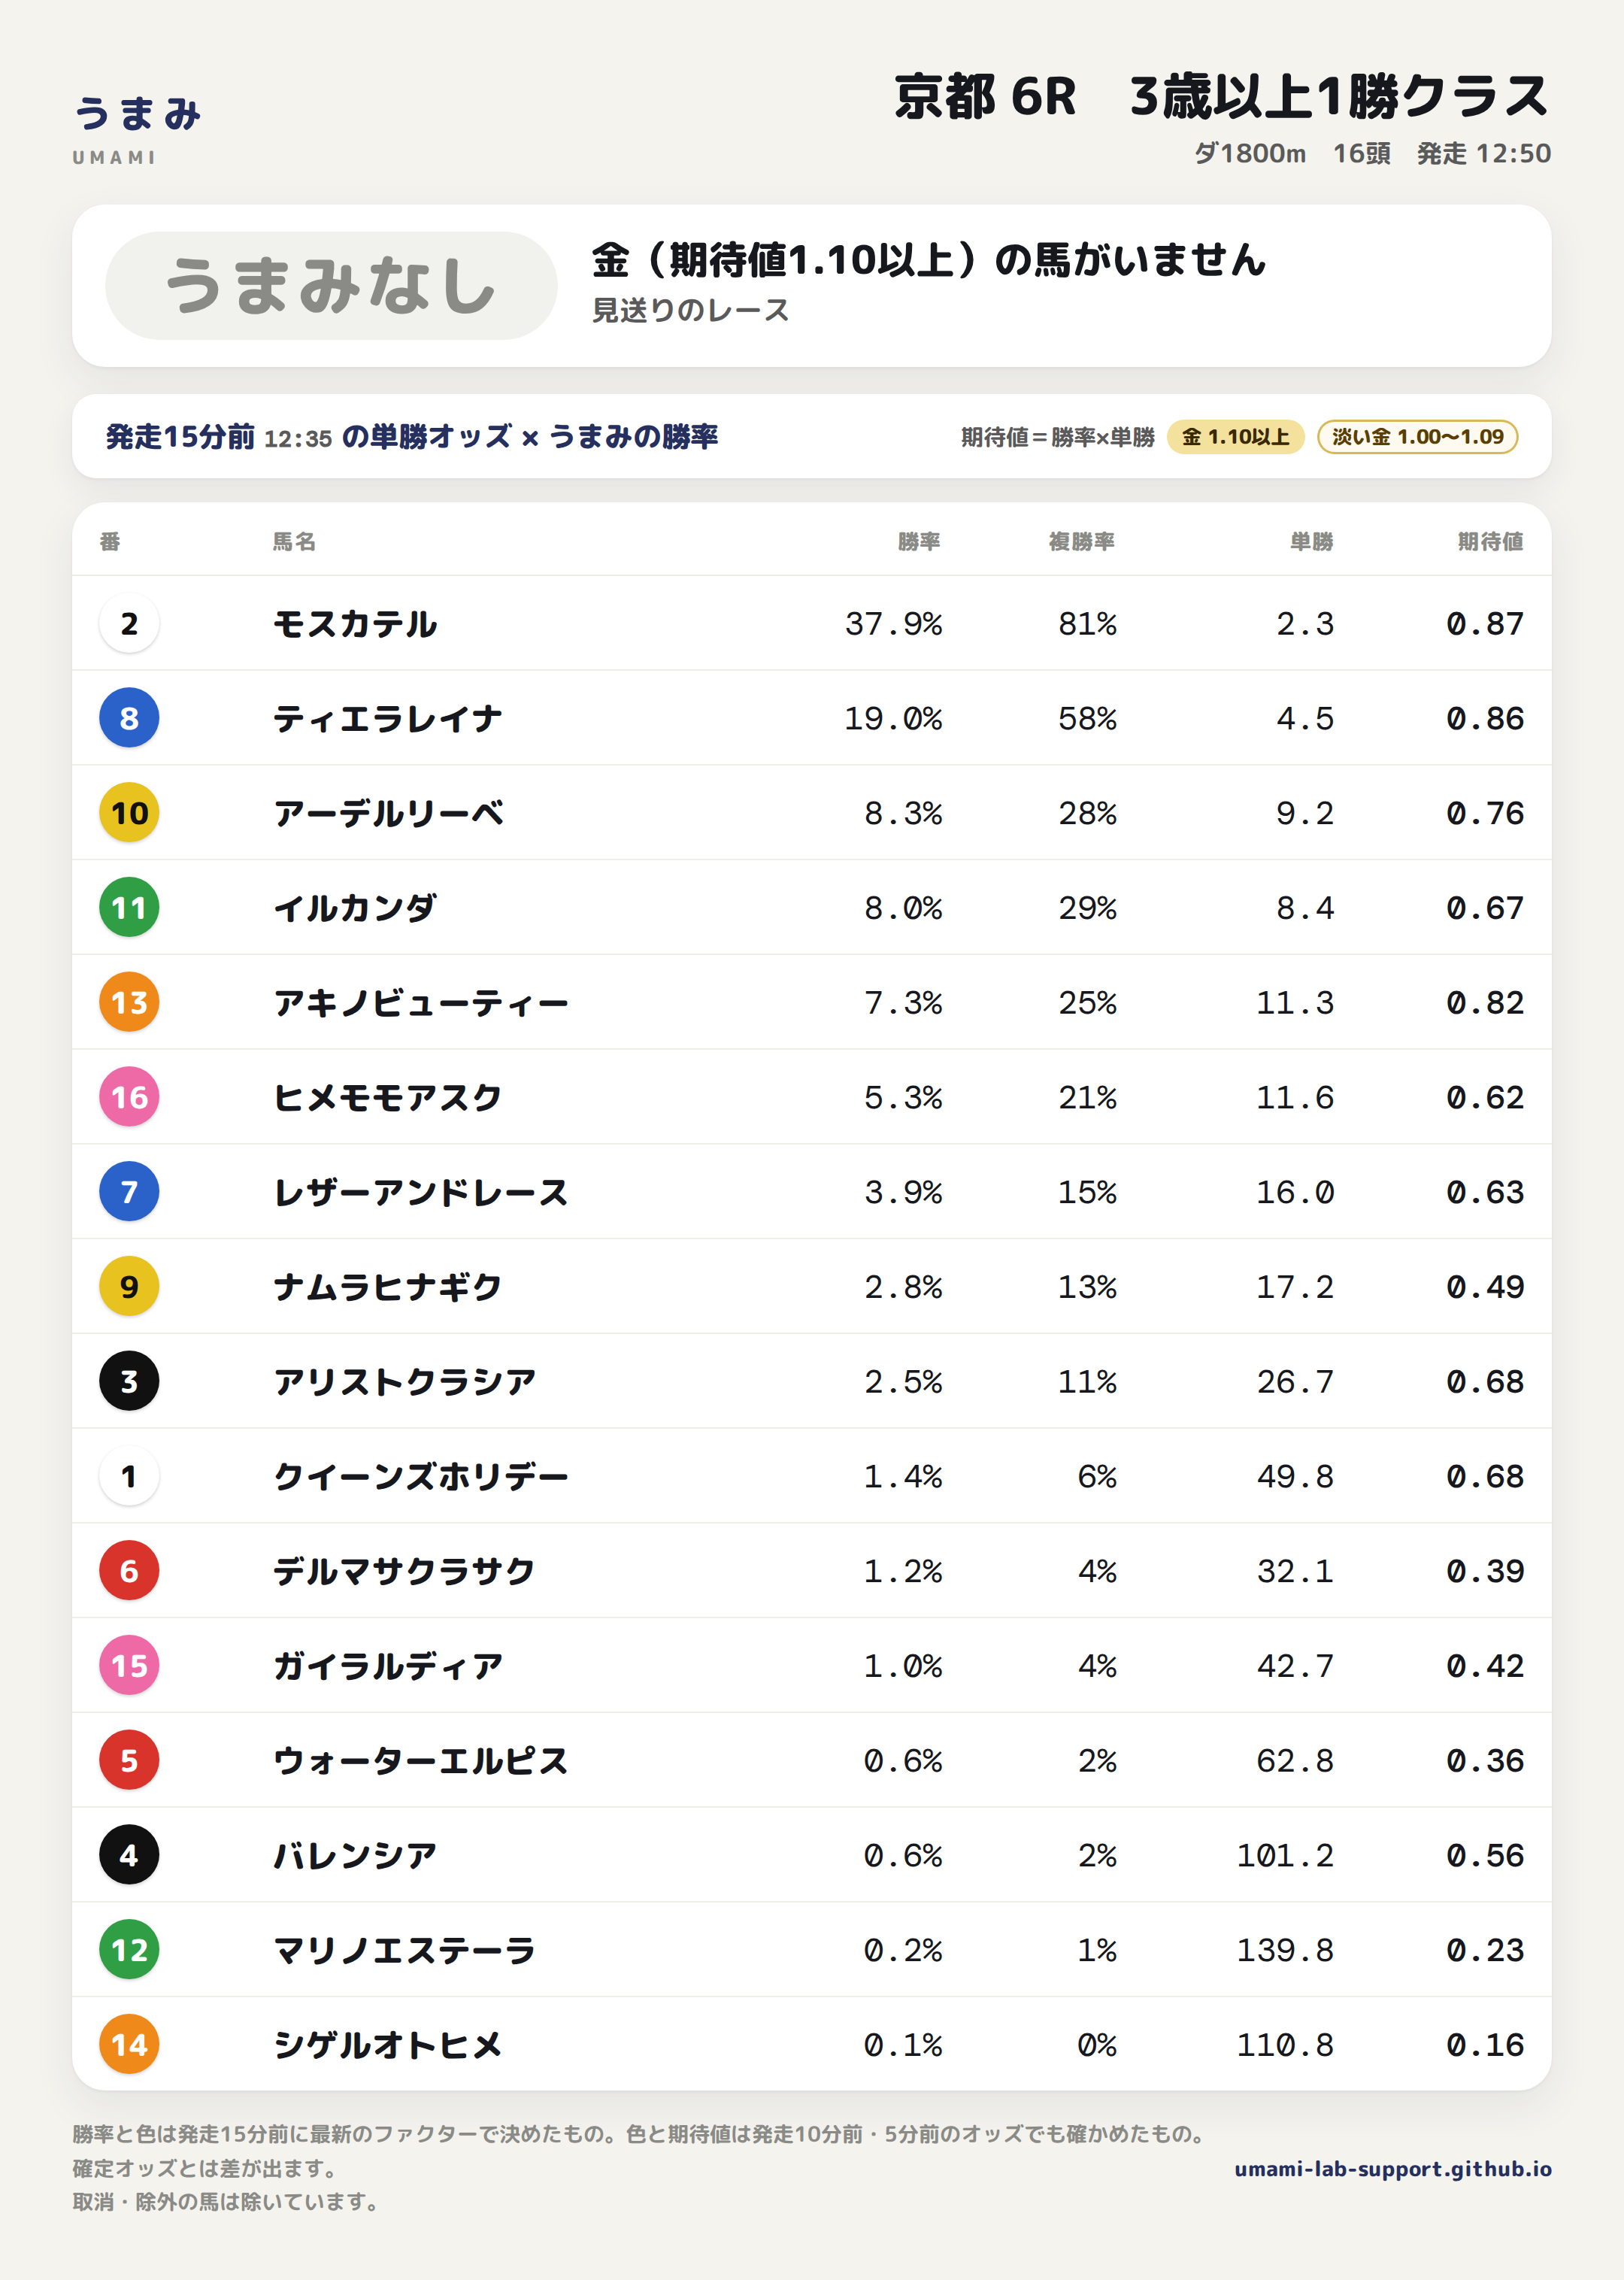 うまみ
UMAMI
京都 6R　3歳以上1勝クラス
ダ1800m　16頭　発走 12:50
うまみなし
金（期待値1.10以上）の馬がいません
見送りのレース
発走15分前 12:35 の単勝オッズ × うまみの勝率
期待値＝勝率×単勝 金 1.10以上 淡い金 1.00〜1.09
番 馬名 勝率 複勝率 単勝 期待値
2 モスカテル 37.9% 81% 2.3 0.87
8 ティエラレイナ 19.0% 58% 4.5 0.86
10 アーデルリーベ 8.3% 28% 9.2 0.76
11 イルカンダ 8.0% 29% 8.4 0.67
13 アキノビューティー 7.3% 25% 11.3 0.82
16 ヒメモモアスク 5.3% 21% 11.6 0.62
7 レザーアンドレース 3.9% 15% 16.0 0.63
9 ナムラヒナギク 2.8% 13% 17.2 0.49
3 アリストクラシア 2.5% 11% 26.7 0.68
1 クイーンズホリデー 1.4% 6% 49.8 0.68
6 デルマサクラサク 1.2% 4% 32.1 0.39
15 ガイラルディア 1.0% 4% 42.7 0.42
5 ウォーターエルピス 0.6% 2% 62.8 0.36
4 バレンシア 0.6% 2% 101.2 0.56
12 マリノエステーラ 0.2% 1% 139.8 0.23
14 シゲルオトヒメ 0.1% 0% 110.8 0.16
勝率と色は発走15分前に最新のファクターで決めたもの。色と期待値は発走10分前・5分前のオッズでも確かめたもの。
確定オッズとは差が出ます。
取消・除外の馬は除いています。
umami-lab-support.github.io